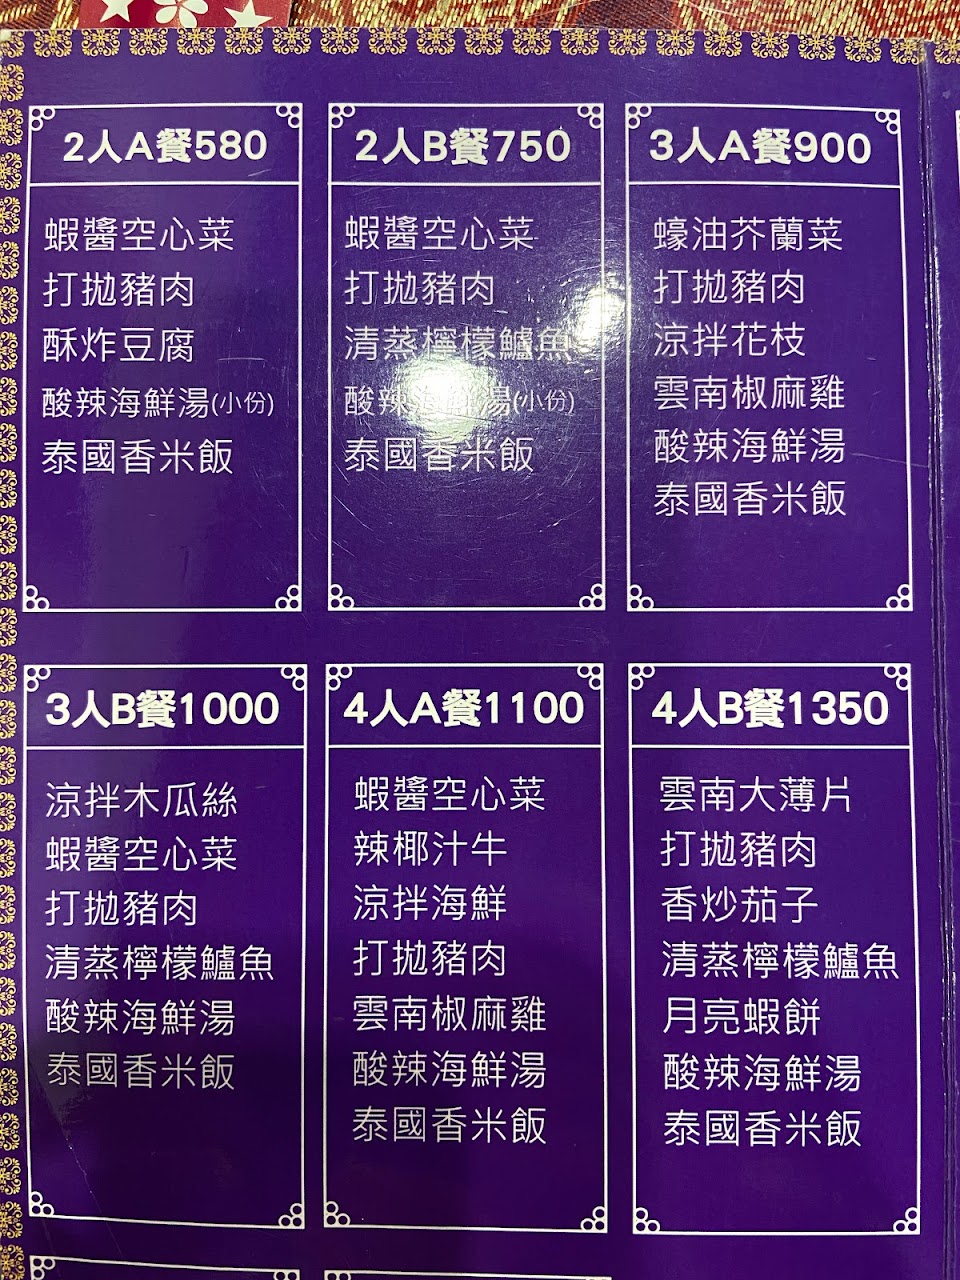 2人A餐580
蝦醬空心菜
打拋豬肉
酥炸豆腐
酸辣海鮮湯(小份)
泰國香米飯
2人B餐750
蝦醬空心菜
打拋豬肉
清蒸檸檬鱸魚
酸辣海鮮湯(小份)
泰國香米飯
3人A餐900
蠔油芥蘭菜
打拋豬肉
涼拌花枝
雲南椒麻雞
酸辣海鮮湯
泰國香米飯
3人B餐1000
涼拌木瓜絲
蝦醬空心菜
打拋豬肉
清蒸檸檬鱸魚
酸辣海鮮湯
泰國香米飯
4人A餐1100
蝦醬空心菜
辣椰汁牛
涼拌海鮮
打拋豬肉
雲南椒麻雞
酸辣海鮮湯
泰國香米飯
4人B餐1350
雲南大薄片
打拋豬肉
香炒茄子
清蒸檸檬鱸魚
月亮蝦餅
酸辣海鮮湯
泰國香米飯